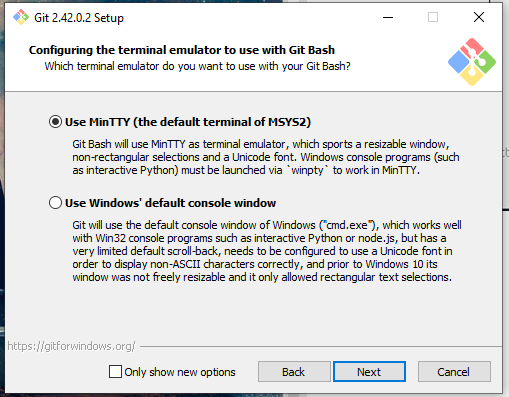 Git 2.42.0.2 Setup
Configuring the terminal emulator to use with Git Bash
Which terminal emulator do you want to use with your Git Bash?
Use MinTTY (the default terminal of MSYS2)
Git Bash will use MinTTY as terminal emulator, which sports a resizable window,
non-rectangular selections and a Unicode font. Windows console programs (such
as interactive Python) must be launched via `winpty` to work in MinTTY.
Use Windows' default console window
Git will use the default console window of Windows ("cmd.exe"), which works well
with Win32 console programs such as interactive Python or node.js, but has a
very limited default scroll-back, needs to be configured to use a Unicode font in
order to display non-ASCII characters correctly, and prior to Windows 10 its
window was not freely resizable and it only allowed rectangular text selections.
https://gitforwindows.org/
Only show new options
Back
Next
Cancel